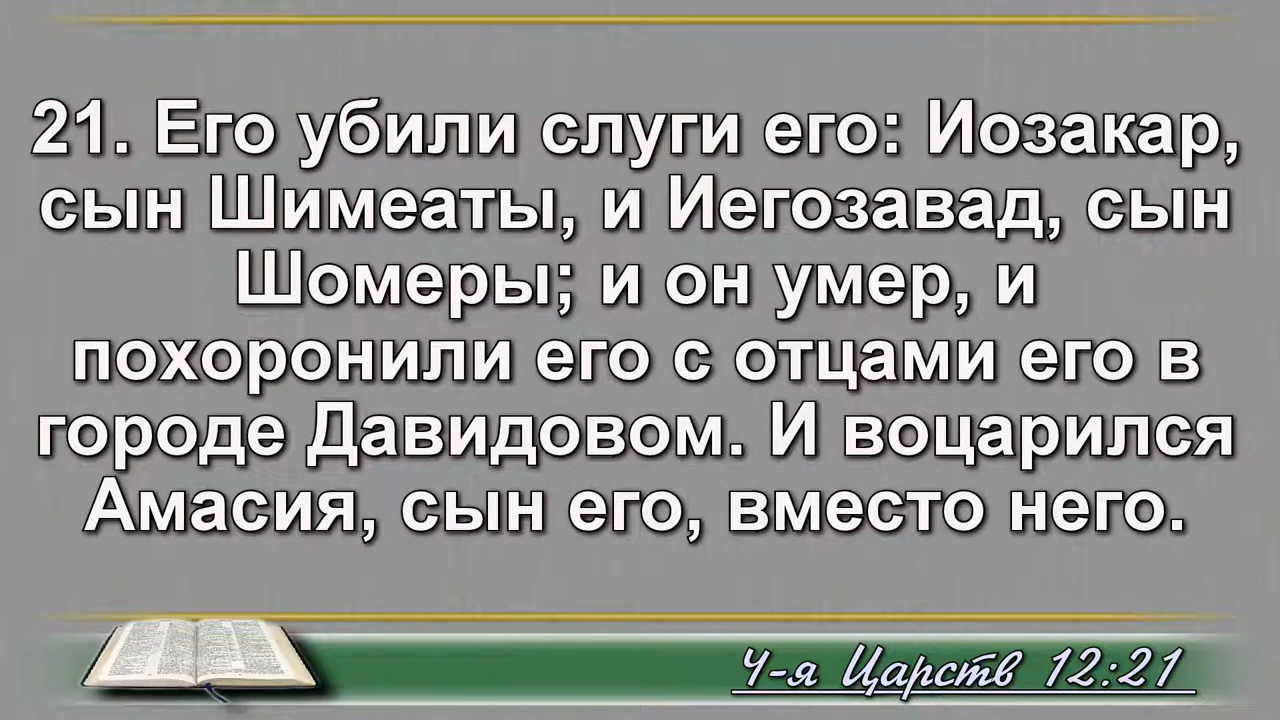 21. Его убили слуги его: Иозакар,
сын Шимеаты, и Иегозавад, сын
Шомеры; и он умер, и
похоронили его с отцами его в
городе Давидовом. И воцарился
Амасия, сын его, вместо него.
4-я Царств 12:21